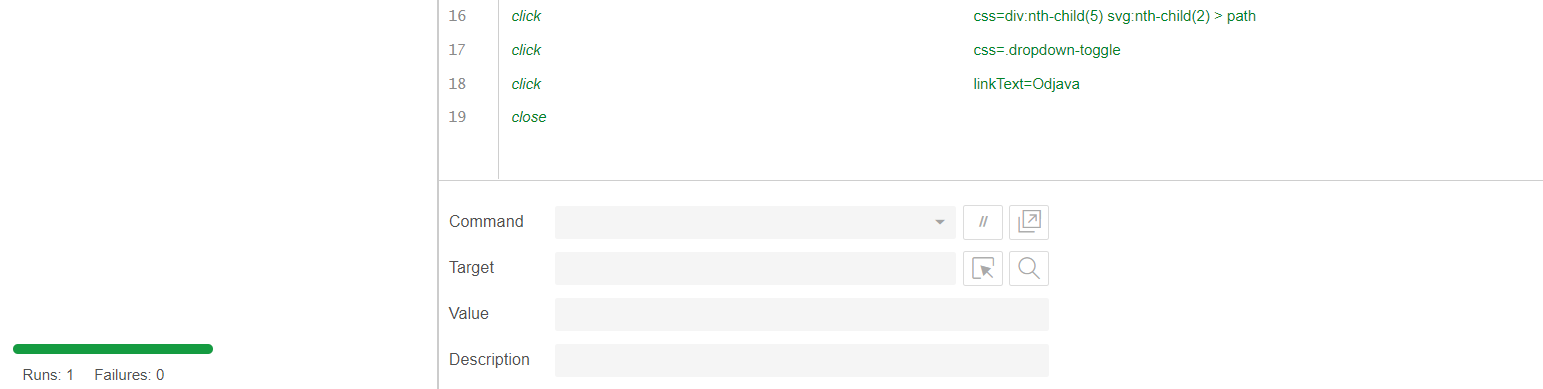 16 click css=div:nth-child(5) svg:nth-child(2) > path
17 click css=.dropdown-toggle
18 click linkText=Odjava
19 close
Command //
Target
Value
Description
Runs: 1 Failures: 0